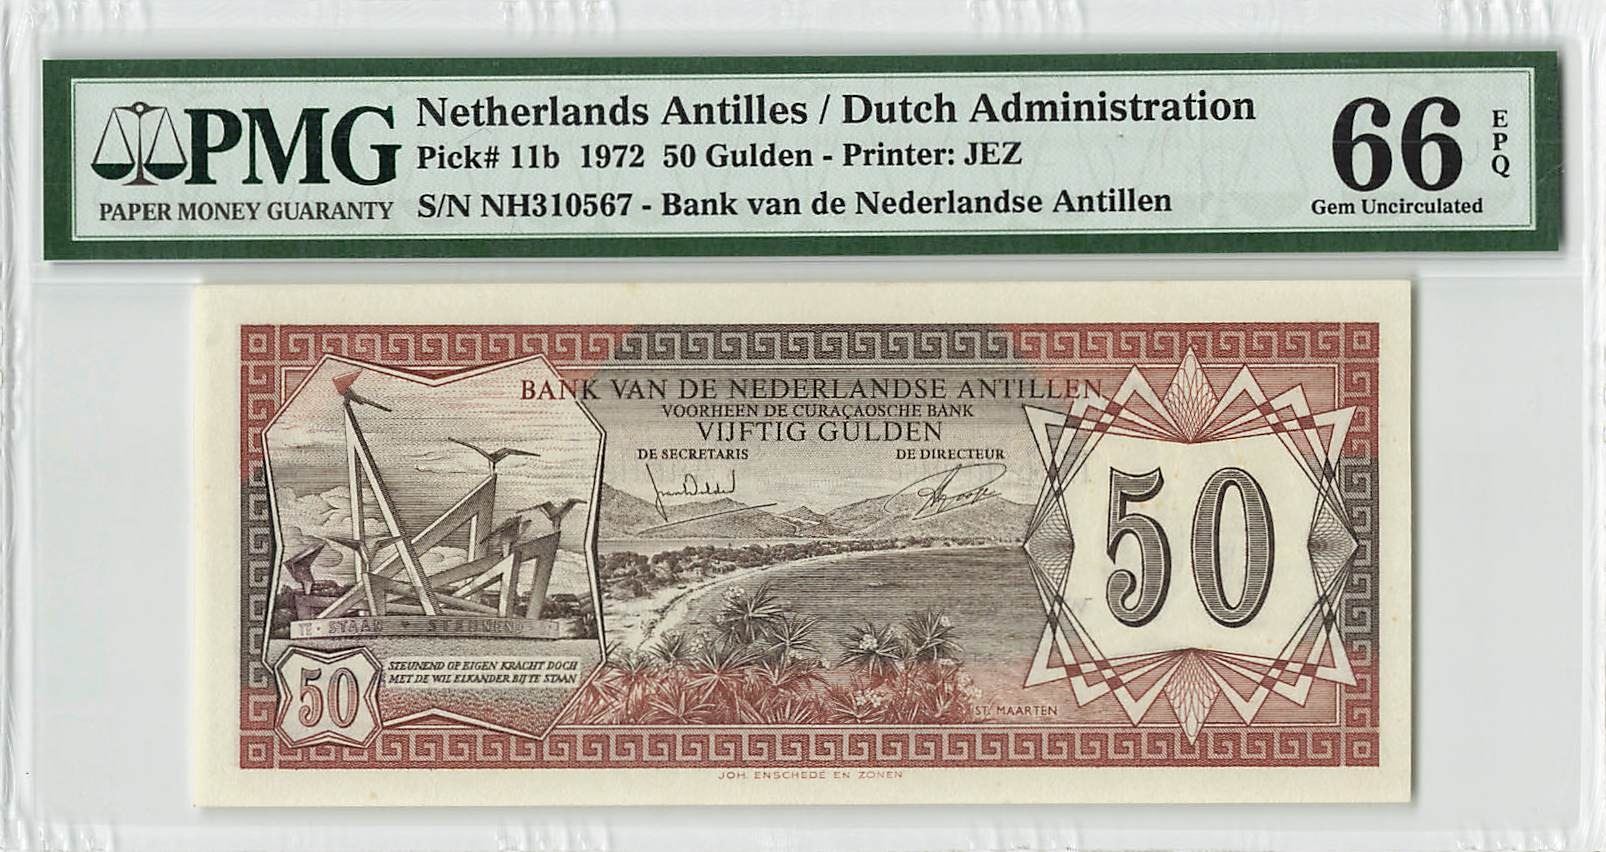 PMG
PAPER MONEY GUARANTY
Netherlands Antilles / Dutch Administration
Pick# 11b 1972 50 Gulden - Printer: JEZ
S/N NH310567 - Bank van de Nederlandse Antillen
66
EPQ
Gem Uncirculated
BANK VAN DE NEDERLANDSE ANTILLEN
VOORHEEN DE CURAÇAOSCHE BANK
VIJFTIG GULDEN
DE SECRETARIS DE DIRECTEUR
50
TE · STAAN
STEUNEND OP EIGEN KRACHT DOCH
MET DE WIL ELKANDER BIJ TE STAAN
50
ST. MAARTEN
JOH. ENSCHEDÉ EN ZONEN